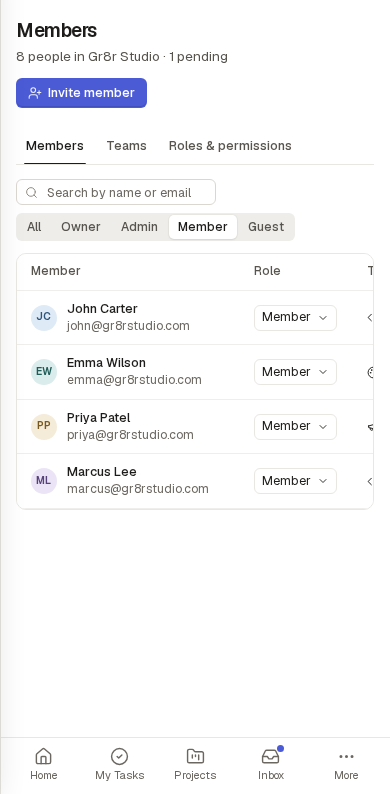 Members
8 people in Gr8r Studio · 1 pending
Invite member
Members Teams Roles & permissions
Search by name or email
All Owner Admin Member Guest
Member Role T
JC John Carter Member
john@gr8rstudio.com
EW Emma Wilson Member
emma@gr8rstudio.com
PP Priya Patel Member
priya@gr8rstudio.com
ML Marcus Lee Member
marcus@gr8rstudio.com
Home My Tasks Projects Inbox More